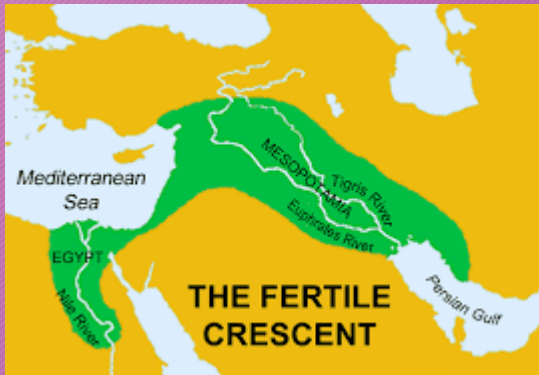 Mediterranean
Sea
MESOPOTAMIA
Tigris River
Euphrates River
EGYPT
Nile River
Persian Gulf
THE FERTILE
CRESCENT